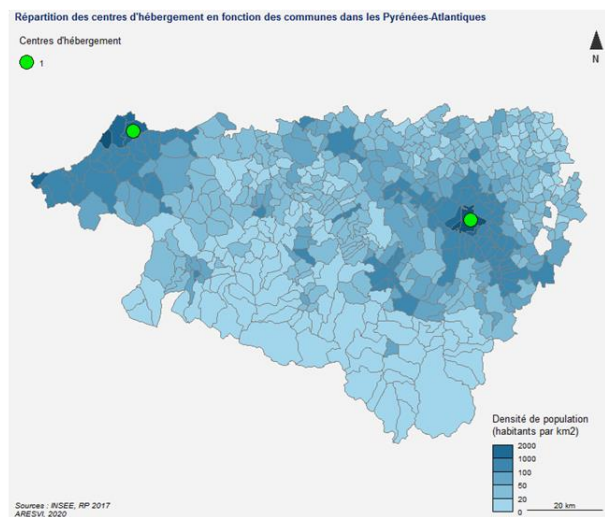 Répartition des centres d'hébergement en fonction des communes dans les Pyrénées-Atlantiques
Centres d'hébergement
1
N
Densité de population
(habitants par km2)
2000
1000
100
50
20
0
20 km
Sources : INSEE, RP 2017
ARESVI, 2020